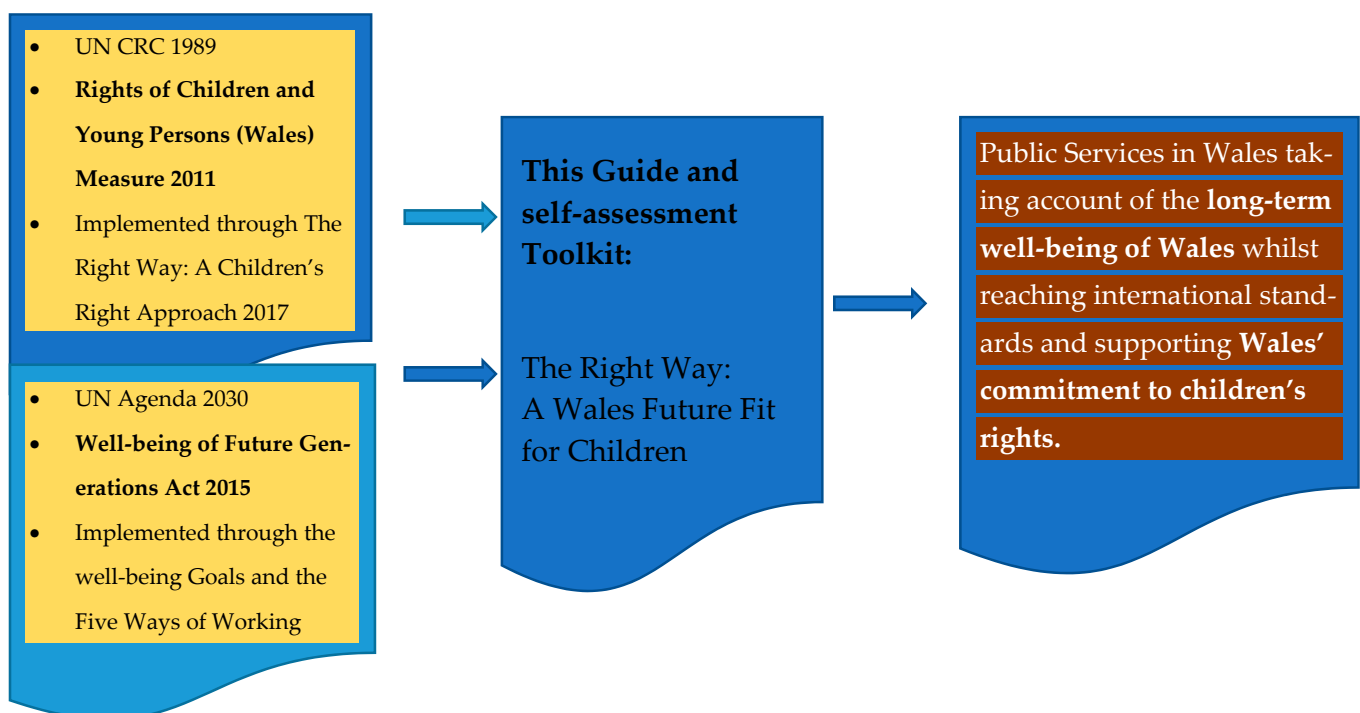 • UN CRC 1989
• Rights of Children and
Young Persons (Wales)
Measure 2011
• Implemented through The
Right Way: A Children’s
Right Approach 2017
• UN Agenda 2030
• Well-being of Future Gen-
erations Act 2015
• Implemented through the
well-being Goals and the
Five Ways of Working
This Guide and
self-assessment
Toolkit:
The Right Way:
A Wales Future Fit
for Children
Public Services in Wales tak-
ing account of the long-term
well-being of Wales whilst
reaching international stand-
ards and supporting Wales’
commitment to children’s
rights.